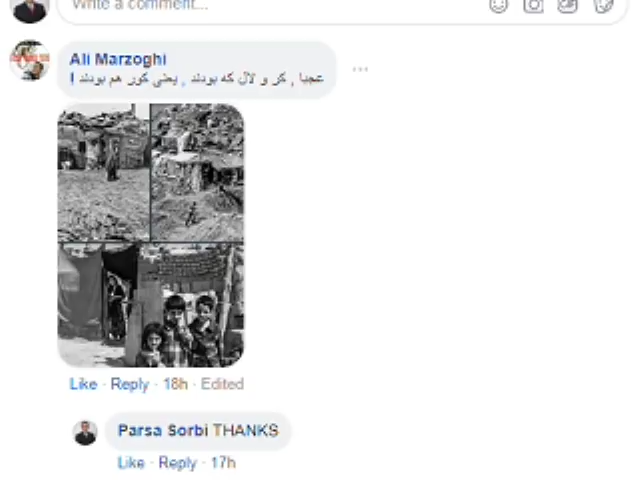 Write a comment...
Ali Marzoghi
عجبا , کر و لال که بودند , یعنی کور هم بودند !
Like · Reply · 18h · Edited
Parsa Sorbi THANKS
Like · Reply · 17h